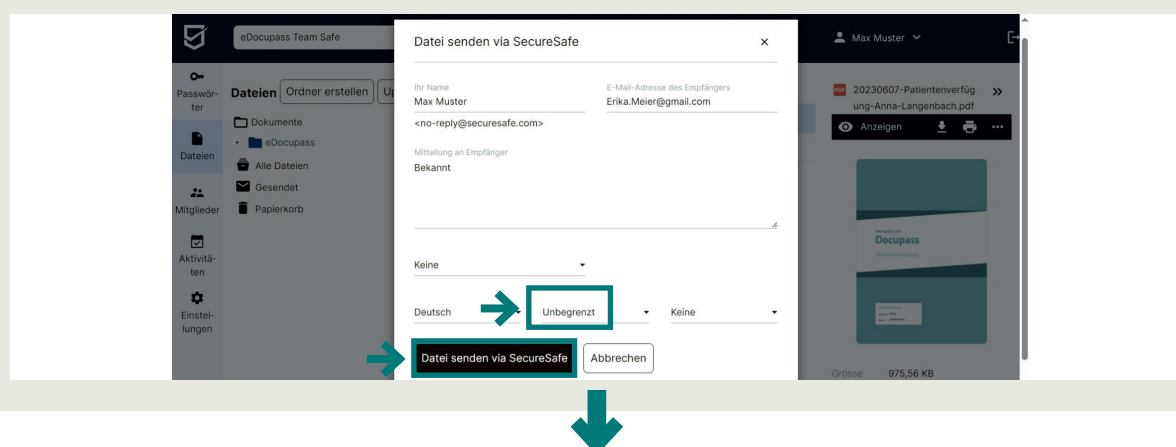 eDocupass Team Safe
Datei senden via SecureSafe
×
Max Muster
Passwör-
ter
Dateien
Mitglieder
Aktivitä-
ten
Einstel-
lungen
Dateien Ordner erstellen
Dokumente
eDocupass
Alle Dateien
Gesendet
Papierkorb
Ihr Name
Max Muster
<no-reply@securesafe.com>
E-Mail-Adresse des Empfängers
Erika.Meier@gmail.com
Mitteilung an Empfänger
Bekannt
Keine
Deutsch Unbegrenzt Keine
Datei senden via SecureSafe Abbrechen
PDF 20230607-Patientenverfüg
ung-Anna-Langenbach.pdf
Anzeigen
Docupass
Patientenverfügung
Grösse 975,56 KB